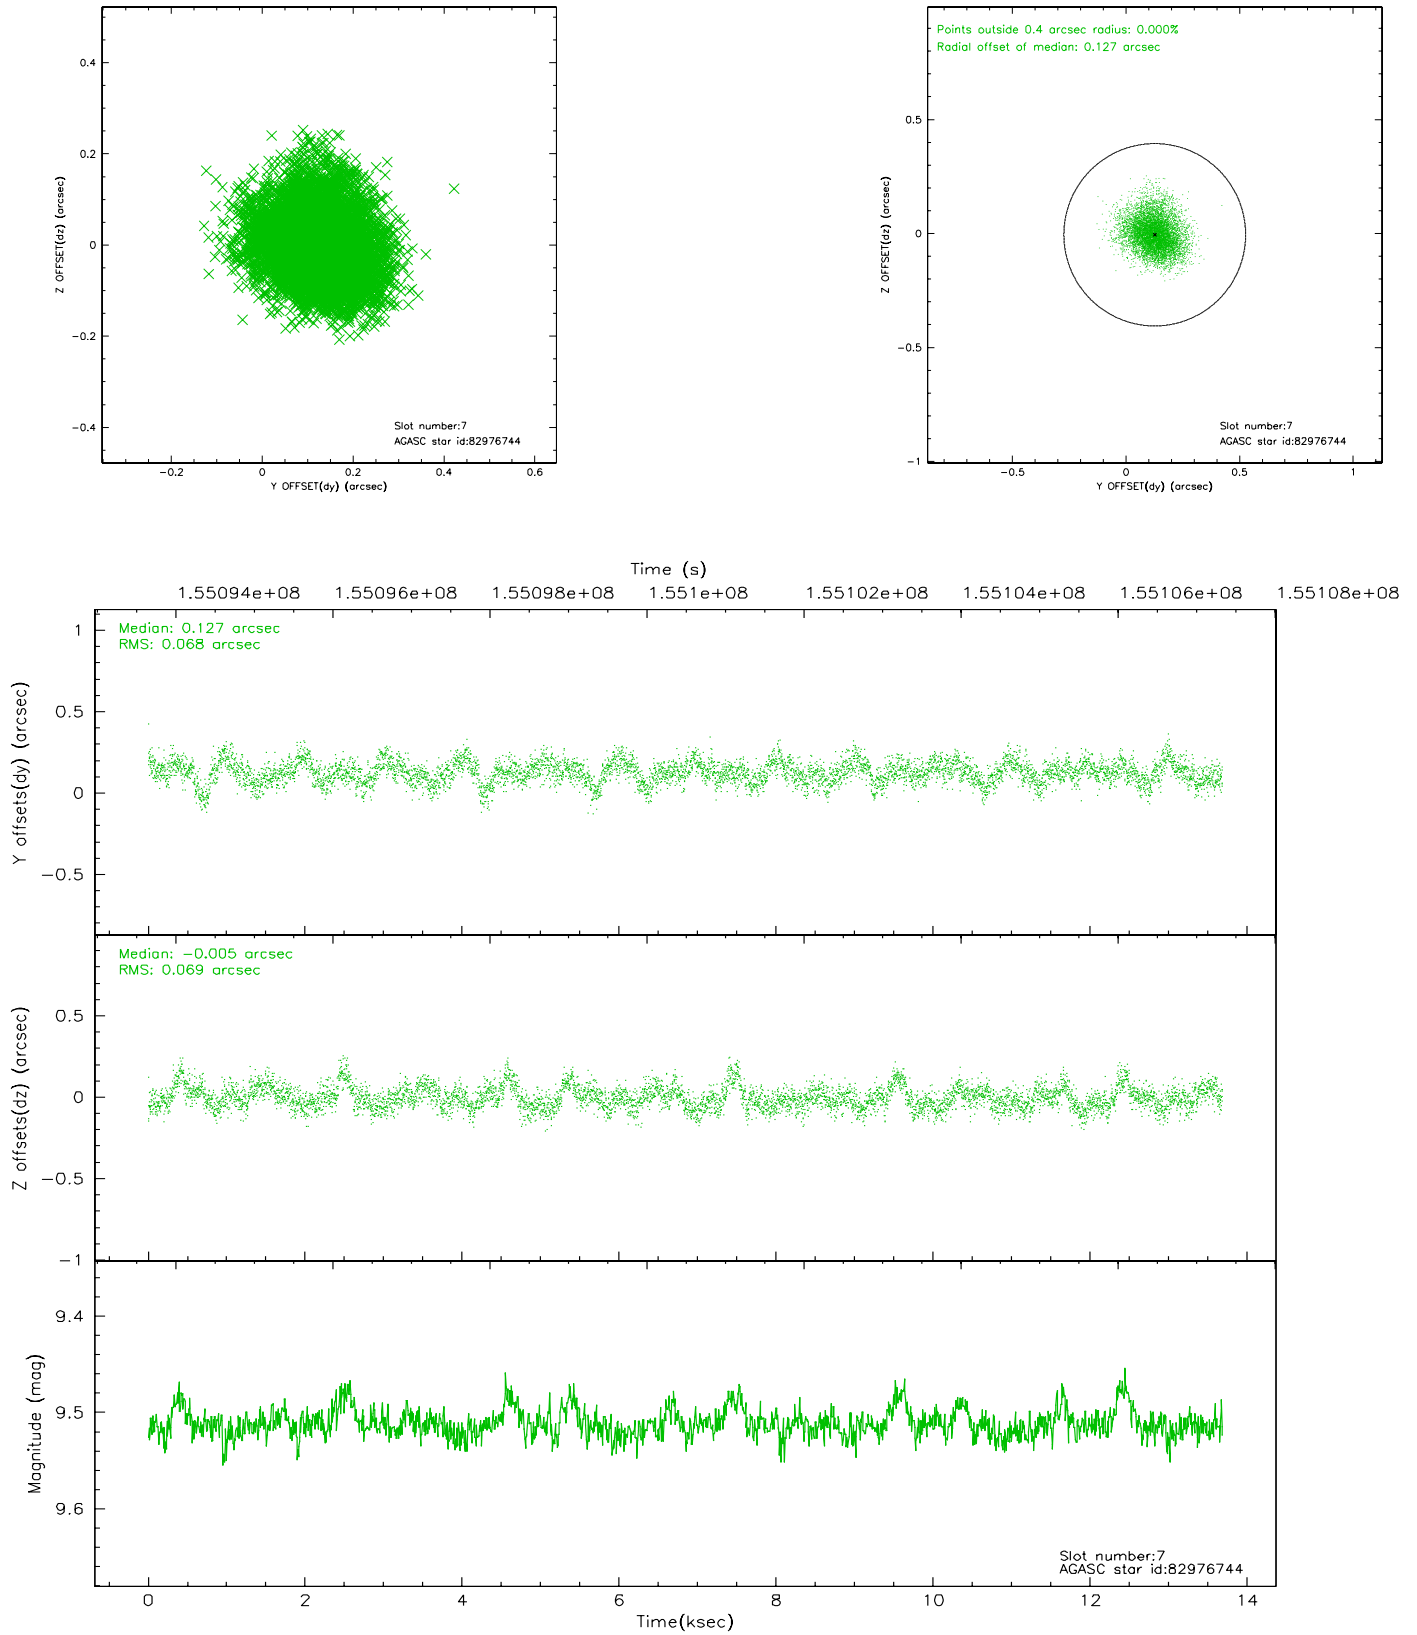 0.4
0.2
0
−0.2
−0.4
Z OFFSET(dz) (arcsec)
Slot number:7
AGASC star id:82976744
−0.2
0
0.2
0.4
0.6
Y OFFSET(dy) (arcsec)
Points outside 0.4 arcsec radius: 0.000%
Radial offset of median: 0.127 arcsec
0.5
0
−0.5
−1
Z OFFSET(dz) (arcsec)
Slot number:7
AGASC star id:82976744
−0.5
0
0.5
1
Y OFFSET(dy) (arcsec)
Time (s)
1.55094e+08
1.55096e+08
1.55098e+08
1.551e+08
1.55102e+08
1.55104e+08
1.55106e+08
1.55108e+08
Median: 0.127 arcsec
RMS: 0.068 arcsec
1
0.5
0
−0.5
Y offsets(dy) (arcsec)
Median: −0.005 arcsec
RMS: 0.069 arcsec
0.5
0
−0.5
−1
Z offsets(dz) (arcsec)
9.4
9.5
9.6
Magnitude (mag)
Slot number:7
AGASC star id:82976744
0
2
4
6
8
10
12
14
Time(ksec)